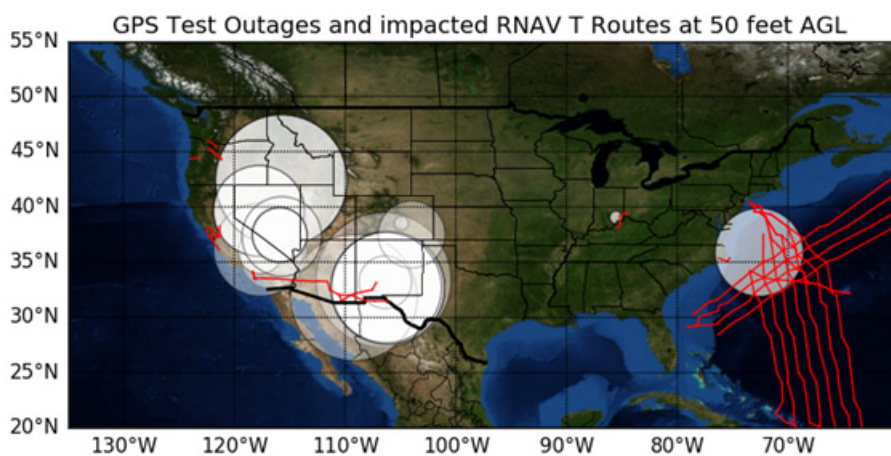 GPS Test Outages and impacted RNAV T Routes at 50 feet AGL
55°N
50°N
45°N
40°N
35°N
30°N
25°N
20°N
130°W 120°W 110°W 100°W 90°W 80°W 70°W